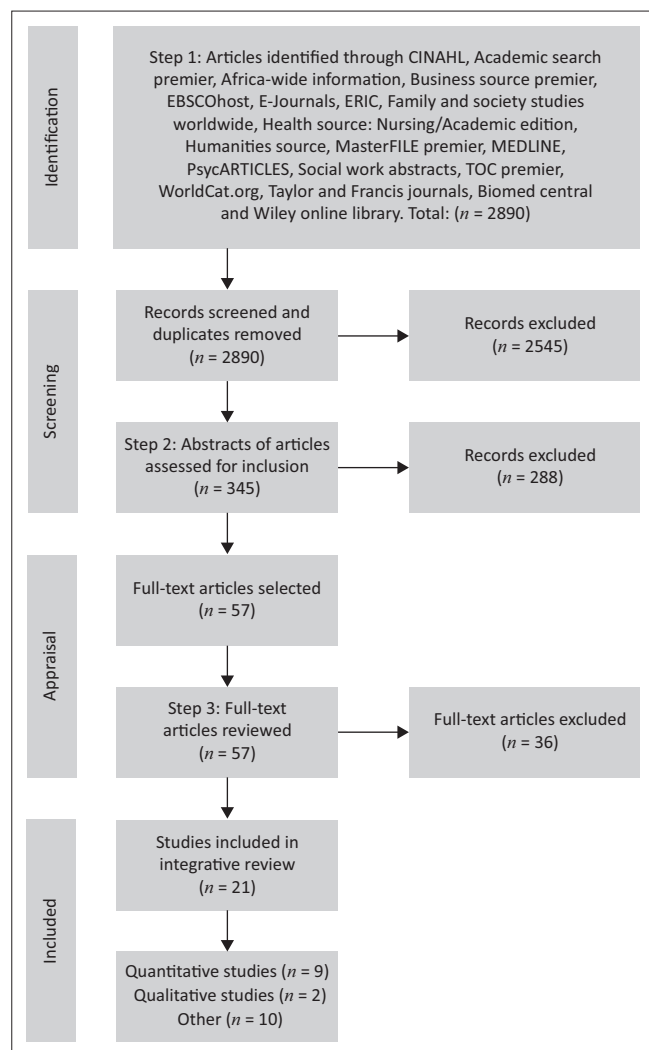 Identification
Step 1: Articles identified through CINAHL, Academic search
premier, Africa-wide information, Business source premier,
EBSCOhost, E-Journals, ERIC, Family and society studies
worldwide, Health source: Nursing/Academic edition,
Humanities source, MasterFILE premier, MEDLINE,
PsycARTICLES, Social work abstracts, TOC premier,
WorldCat.org, Taylor and Francis journals, Biomed central
and Wiley online library. Total: (n = 2890)
Screening
Records screened and
duplicates removed
(n = 2890)
Records excluded
(n = 2545)
Step 2: Abstracts of articles
assessed for inclusion
(n = 345)
Records excluded
(n = 288)
Appraisal
Full-text articles selected
(n = 57)
Step 3: Full-text
articles reviewed
(n = 57)
Full-text articles excluded
(n = 36)
Included
Studies included in
integrative review
(n = 21)
Quantitative studies (n = 9)
Qualitative studies (n = 2)
Other (n = 10)